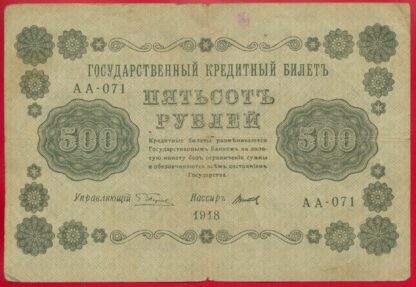 ГОСУДАРСТВЕННЫЙ КРЕДИТНЫЙ БИЛЕТЪ
АА-071
ПЯТЬСОТЪ
РУБЛЕЙ
500
500
Кредитные билеты размѣниваются
Государственнымъ Банкомъ на золо-
тую монету безъ ограниченія суммы
и обезпечиваются всѣмъ достояніемъ
Государства.
Управляющій
Кассиръ
АА-071
1918